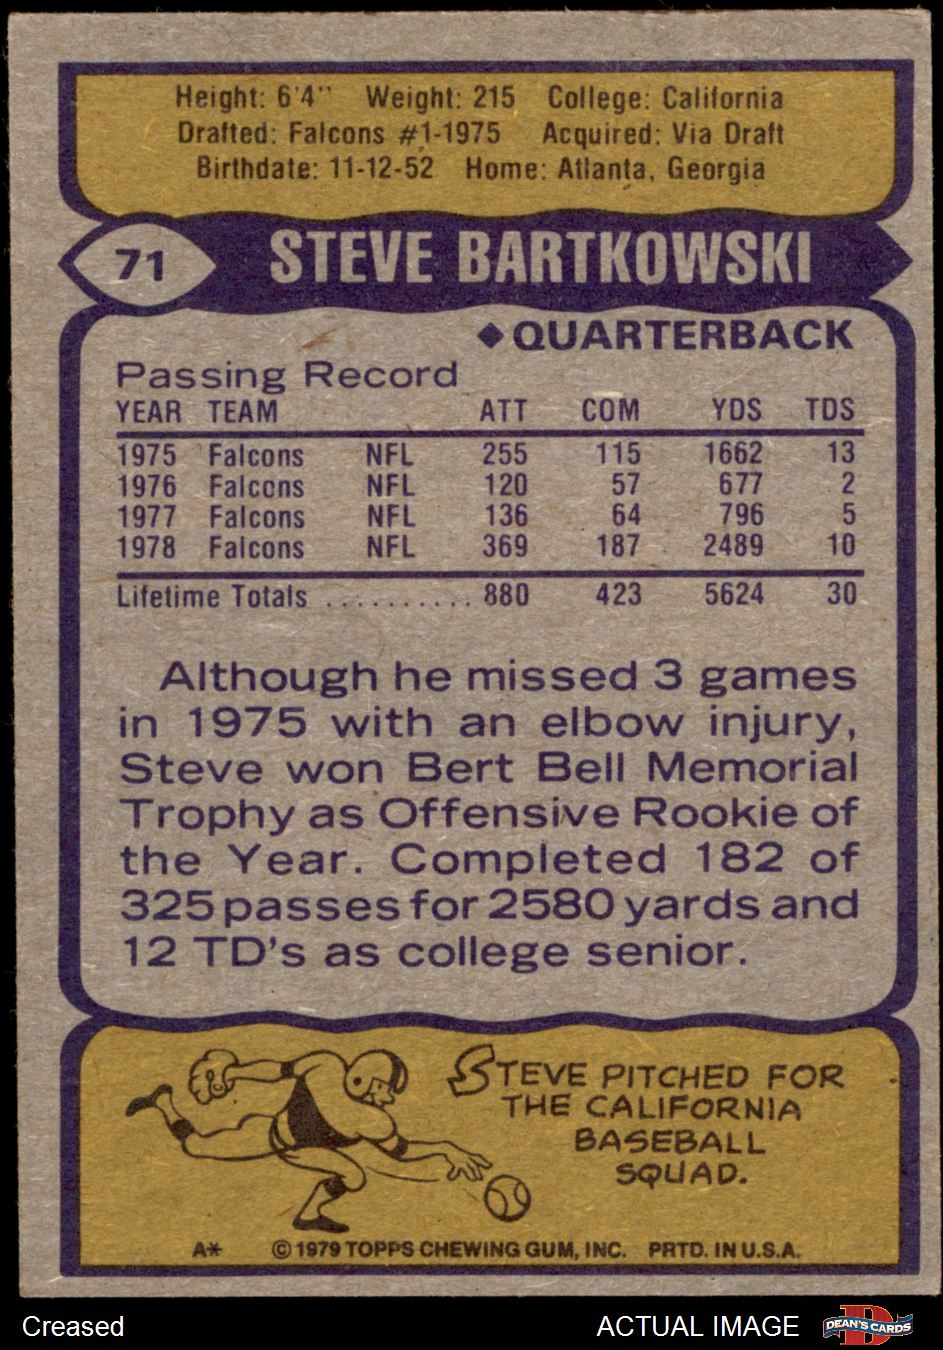 Height: 6'4" Weight: 215 College: California
Drafted: Falcons #1-1975 Acquired: Via Draft
Birthdate: 11-12-52 Home: Atlanta, Georgia
71 STEVE BARTKOWSKI
◆QUARTERBACK
Passing Record
YEAR TEAM ATT COM YDS TDS
1975 Falcons NFL 255 115 1662 13
1976 Falcons NFL 120 57 677 2
1977 Falcons NFL 136 64 796 5
1978 Falcons NFL 369 187 2489 10
Lifetime Totals .......... 880 423 5624 30
Although he missed 3 games
in 1975 with an elbow injury,
Steve won Bert Bell Memorial
Trophy as Offensive Rookie of
the Year. Completed 182 of
325 passes for 2580 yards and
12 TD's as college senior.
STEVE PITCHED FOR
THE CALIFORNIA
BASEBALL
SQUAD.
A* © 1979 TOPPS CHEWING GUM, INC. PRTD. IN U.S.A.
Creased ACTUAL IMAGE DEAN'S CARDS